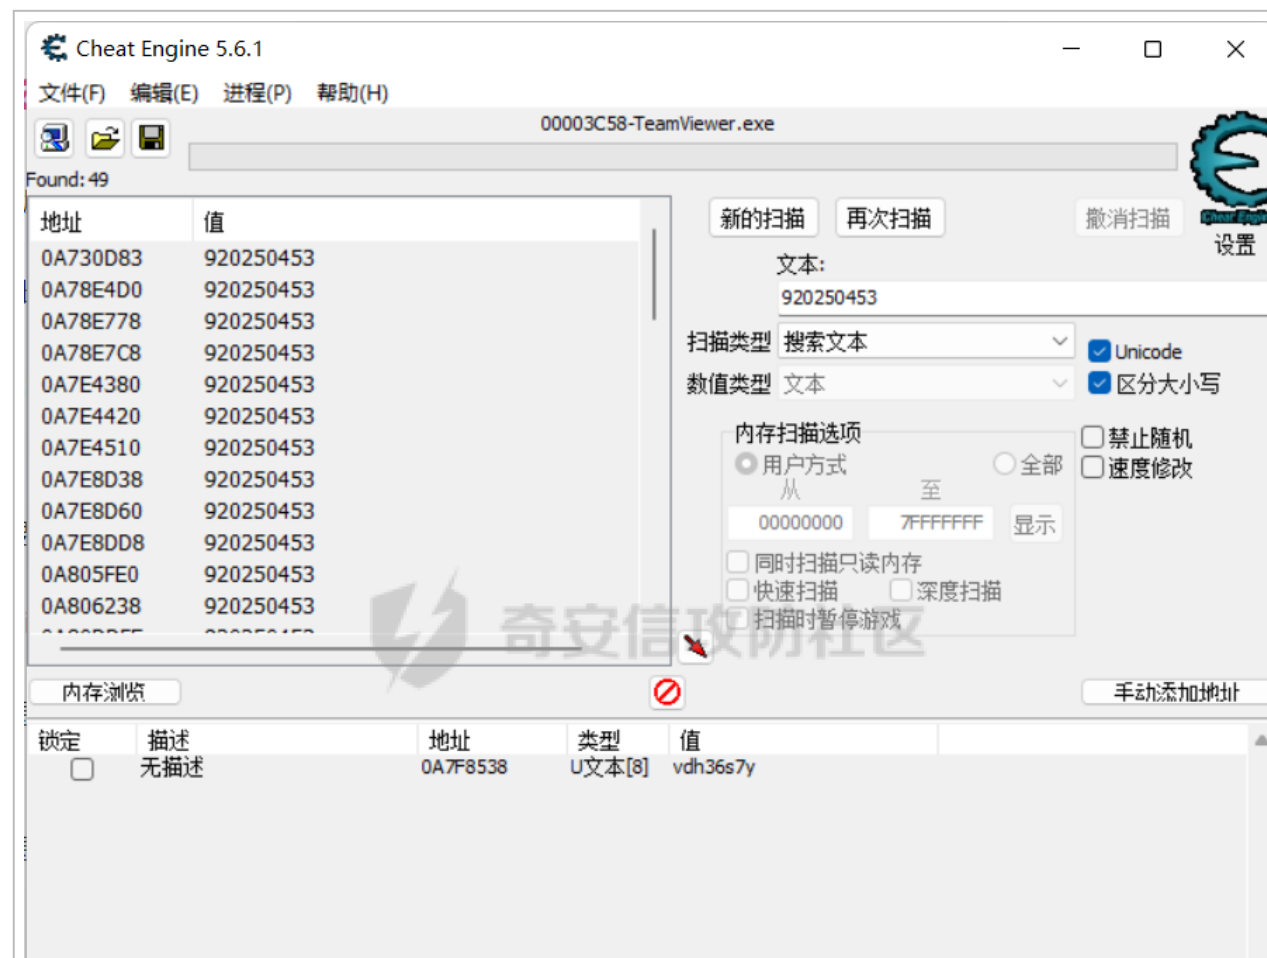 Cheat Engine 5.6.1
文件(F) 编辑(E) 进程(P) 帮助(H)
00003C58-TeamViewer.exe
Found: 49
地址 值
0A730D83 920250453
0A78E4D0 920250453
0A78E778 920250453
0A78E7C8 920250453
0A7E4380 920250453
0A7E4420 920250453
0A7E4510 920250453
0A7E8D38 920250453
0A7E8D60 920250453
0A7E8DD8 920250453
0A805FE0 920250453
0A806238 920250453
新的扫描 再次扫描 撤消扫描
Cheat Engin
设置
文本:
920250453
扫描类型 搜索文本
Unicode
数值类型 文本
区分大小写
内存扫描选项
用户方式 全部
禁止随机
速度修改
从 至
00000000 7FFFFFFF 显示
同时扫描只读内存
快速扫描 深度扫描
扫描时暂停游戏
奇安信攻防社区
内存浏览 手动添加地址
锁定 描述 地址 类型 值
无描述 0A7F8538 U文本[8] vdh36s7y